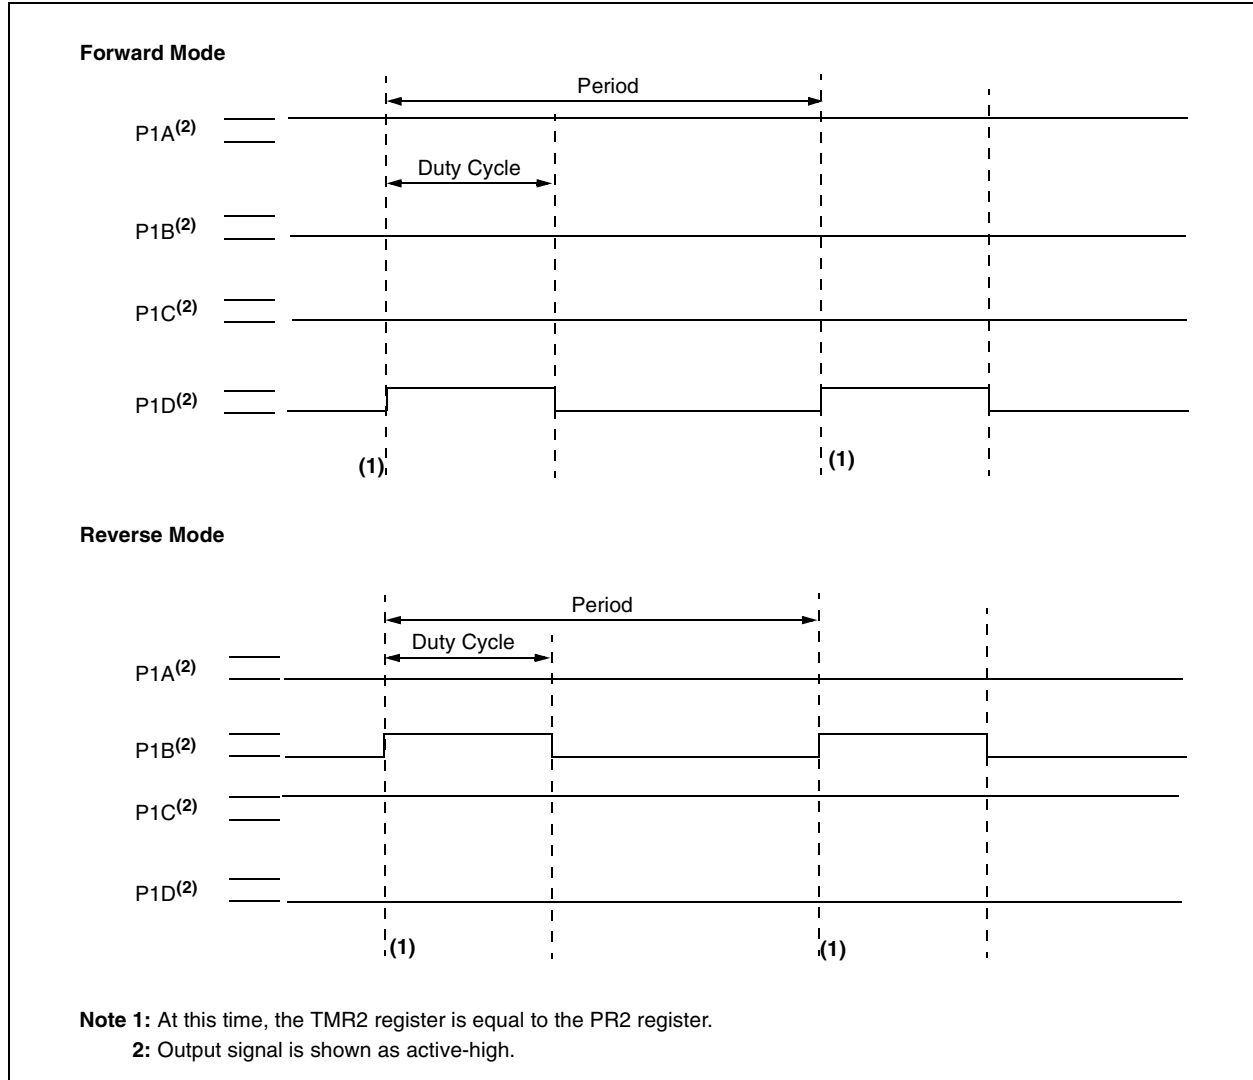 Forward Mode
Period
P1A(2)
Duty Cycle
P1B(2)
P1C(2)
P1D(2)
(1)
(1)
Reverse Mode
Period
Duty Cycle
P1A(2)
P1B(2)
P1C(2)
P1D(2)
(1)
(1)
Note 1: At this time, the TMR2 register is equal to the PR2 register.
2: Output signal is shown as active-high.